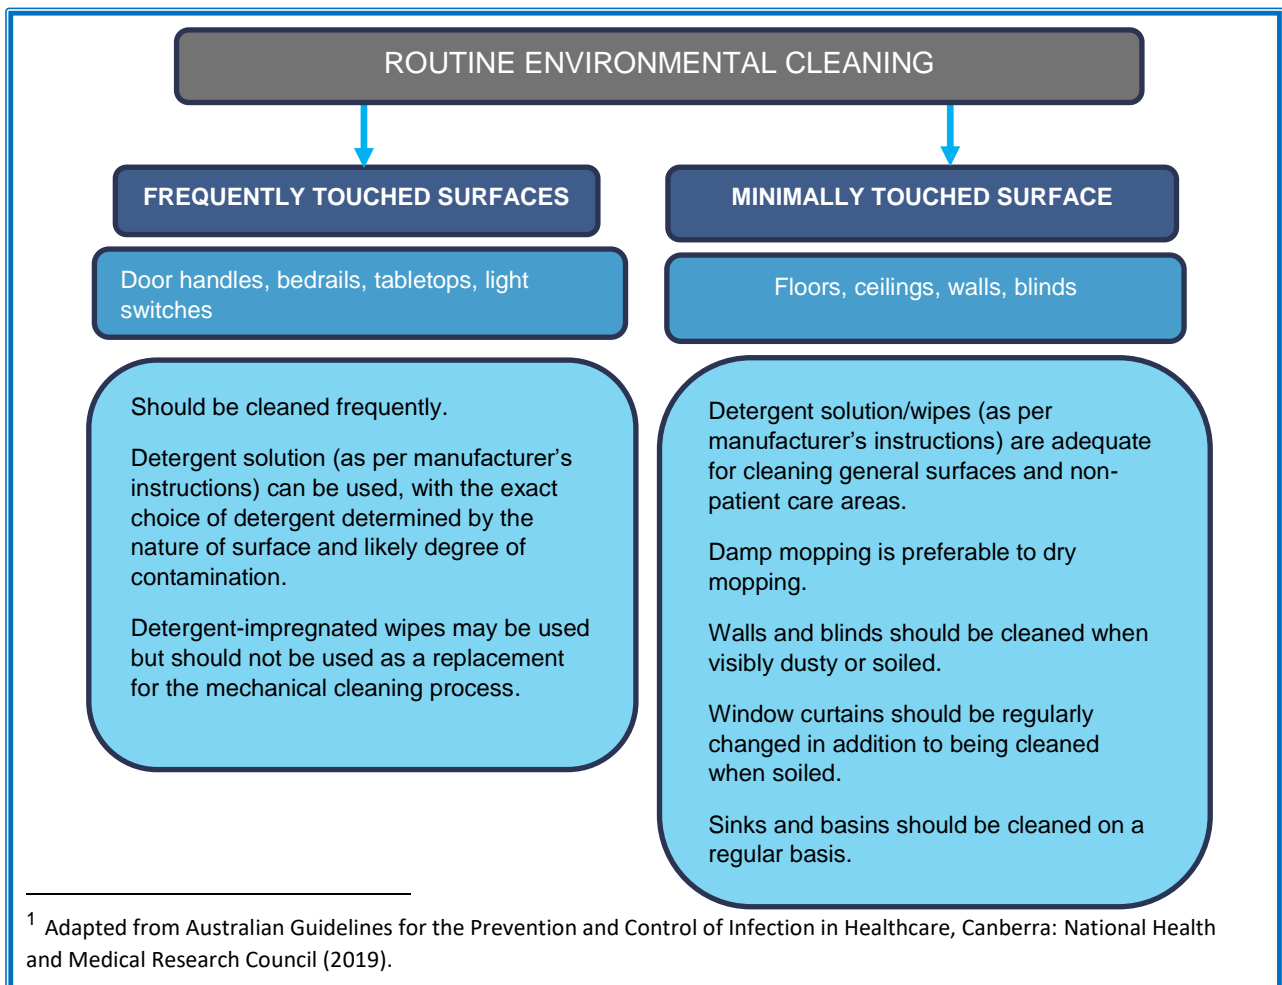 ROUTINE ENVIRONMENTAL CLEANING
FREQUENTLY TOUCHED SURFACES
Door handles, bedrails, tabletops, light
switches
Should be cleaned frequently.
Detergent solution (as per manufacturer’s
instructions) can be used, with the exact
choice of detergent determined by the
nature of surface and likely degree of
contamination.
Detergent-impregnated wipes may be used
but should not be used as a replacement
for the mechanical cleaning process.
MINIMALLY TOUCHED SURFACE
Floors, ceilings, walls, blinds
Detergent solution/wipes (as per
manufacturer’s instructions) are adequate
for cleaning general surfaces and non-
patient care areas.
Damp mopping is preferable to dry
mopping.
Walls and blinds should be cleaned when
visibly dusty or soiled.
Window curtains should be regularly
changed in addition to being cleaned
when soiled.
Sinks and basins should be cleaned on a
regular basis.
1 Adapted from Australian Guidelines for the Prevention and Control of Infection in Healthcare, Canberra: National Health
and Medical Research Council (2019).